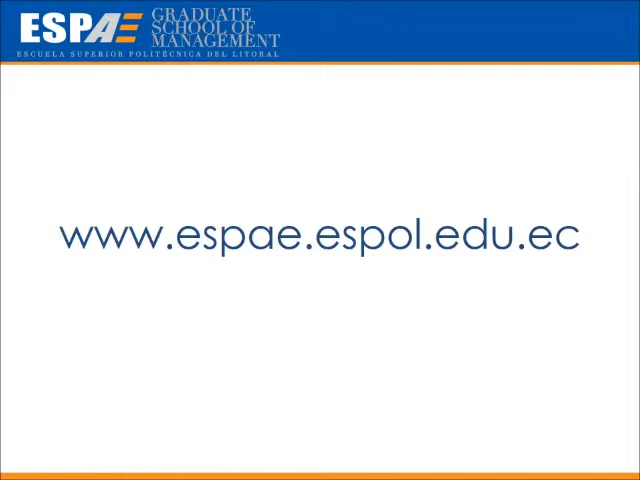 ESPAE
GRADUATE
SCHOOL OF
MANAGEMENT
ESCUELA SUPERIOR POLITÉCNICA DEL LITORAL
www.espae.espol.edu.ec